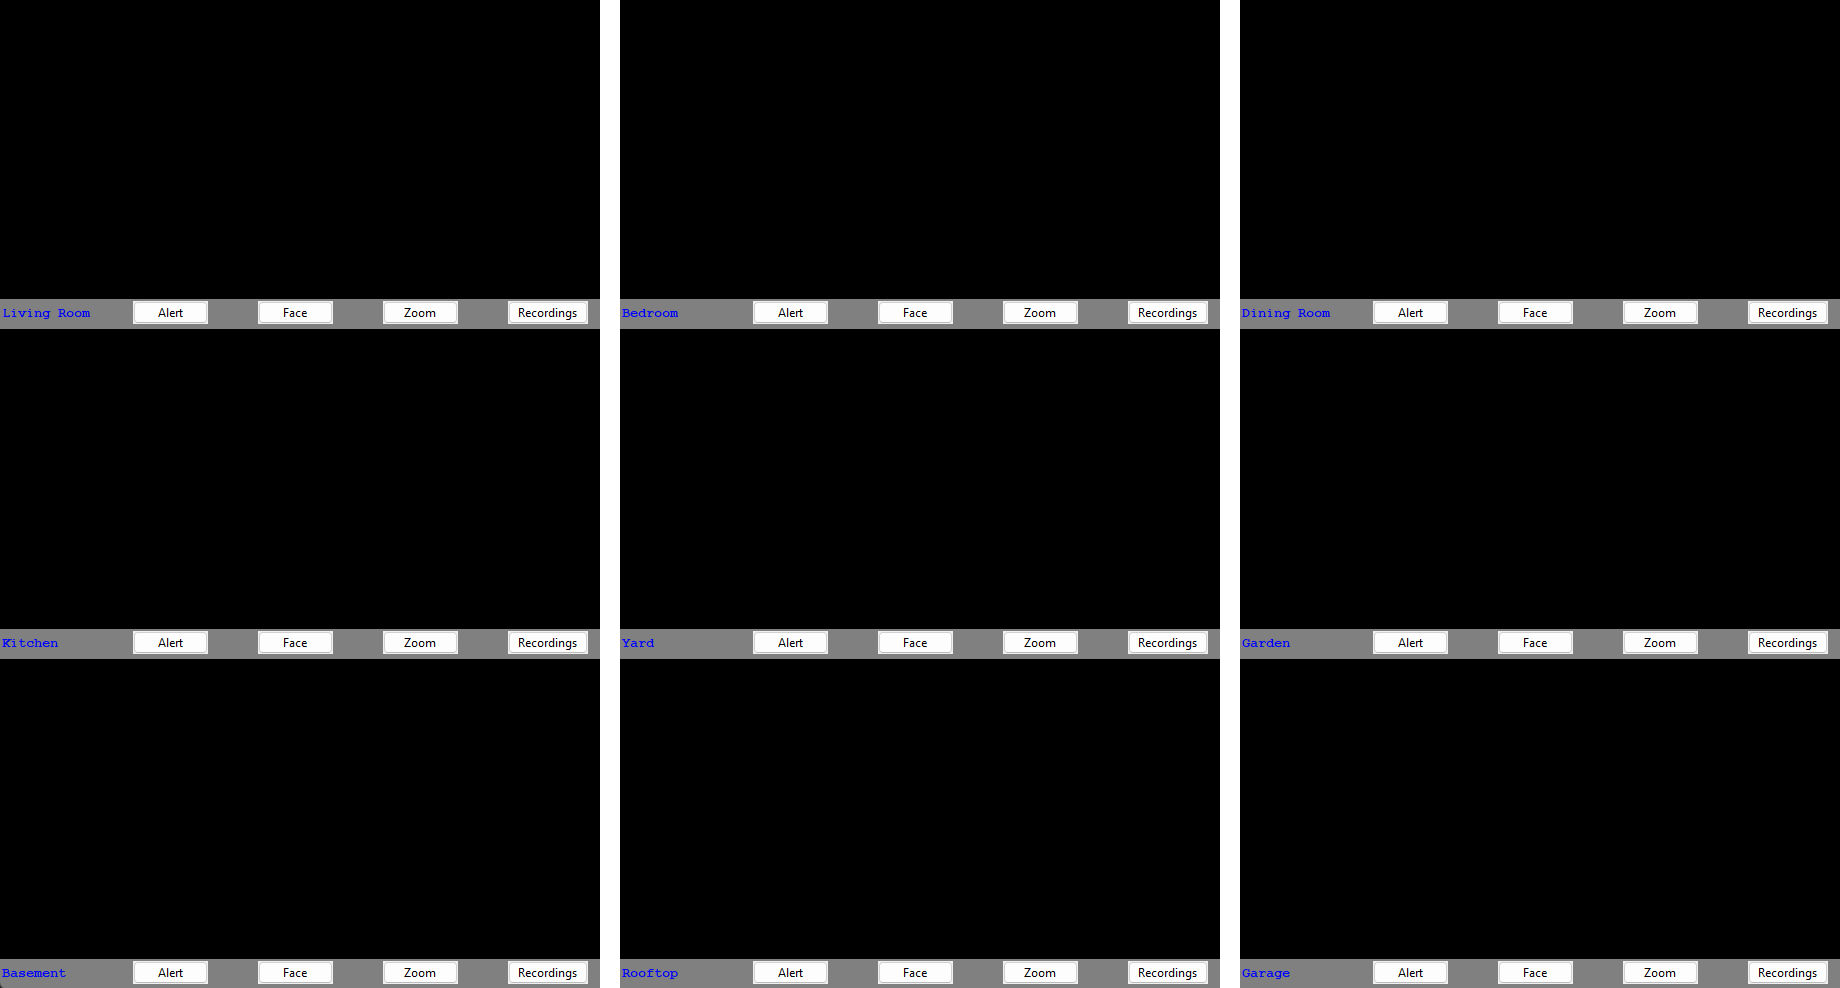 Living Room Alert Face Zoom Recordings Bedroom Alert Face Zoom Recordings Dining Room Alert Face Zoom Recordings
Kitchen Alert Face Zoom Recordings Yard Alert Face Zoom Recordings Garden Alert Face Zoom Recordings
Basement Alert Face Zoom Recordings Rooftop Alert Face Zoom Recordings Garage Alert Face Zoom Recordings